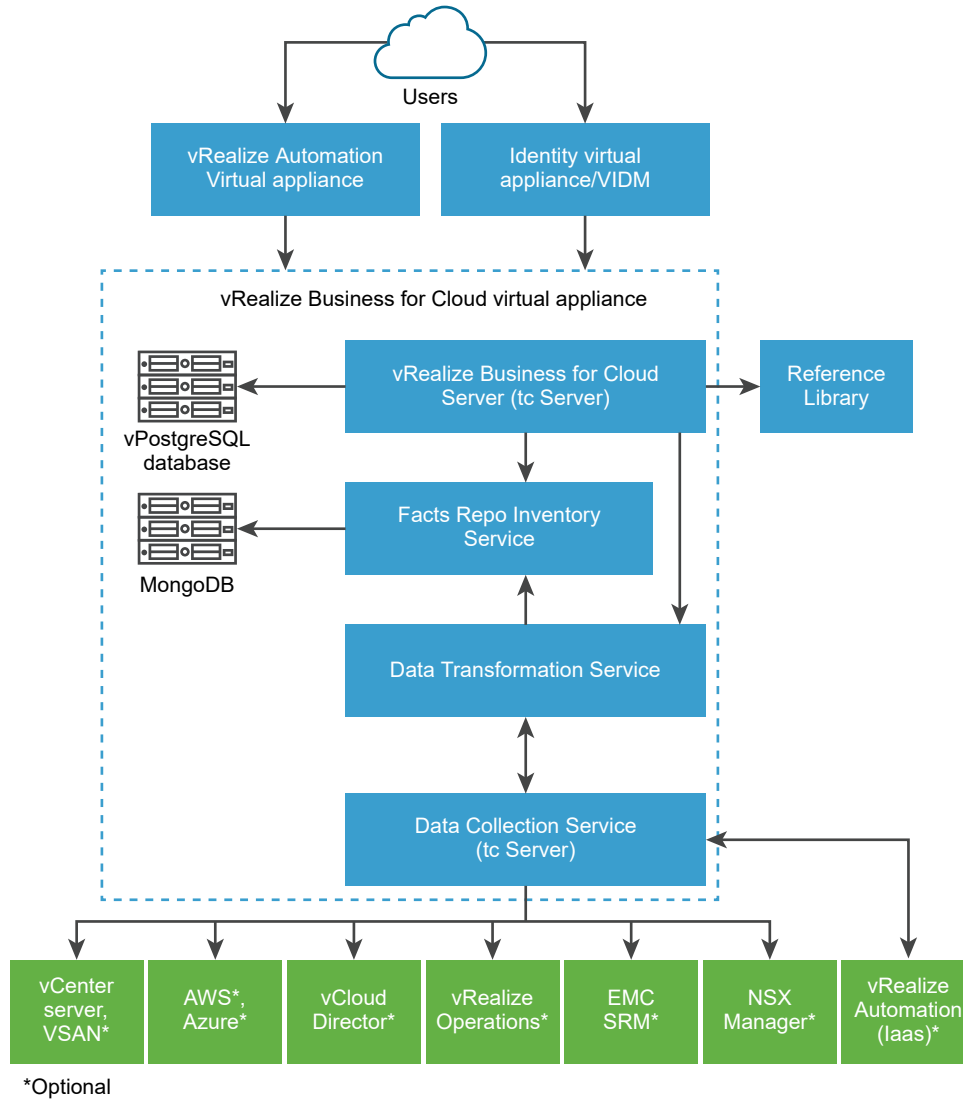 Users
vRealize Automation
Virtual appliance
Identity virtual
appliance/VIDM
vRealize Business for Cloud virtual appliance
vRealize Business for Cloud
Server (tc Server)
Reference
Library
vPostgreSQL
database
Facts Repo Inventory
Service
MongoDB
Data Transformation Service
Data Collection Service
(tc Server)
vCenter
server,
VSAN*
AWS*,
Azure*
vCloud
Director*
vRealize
Operations*
EMC
SRM*
NSX
Manager*
vRealize
Automation
(Iaas)*
*Optional